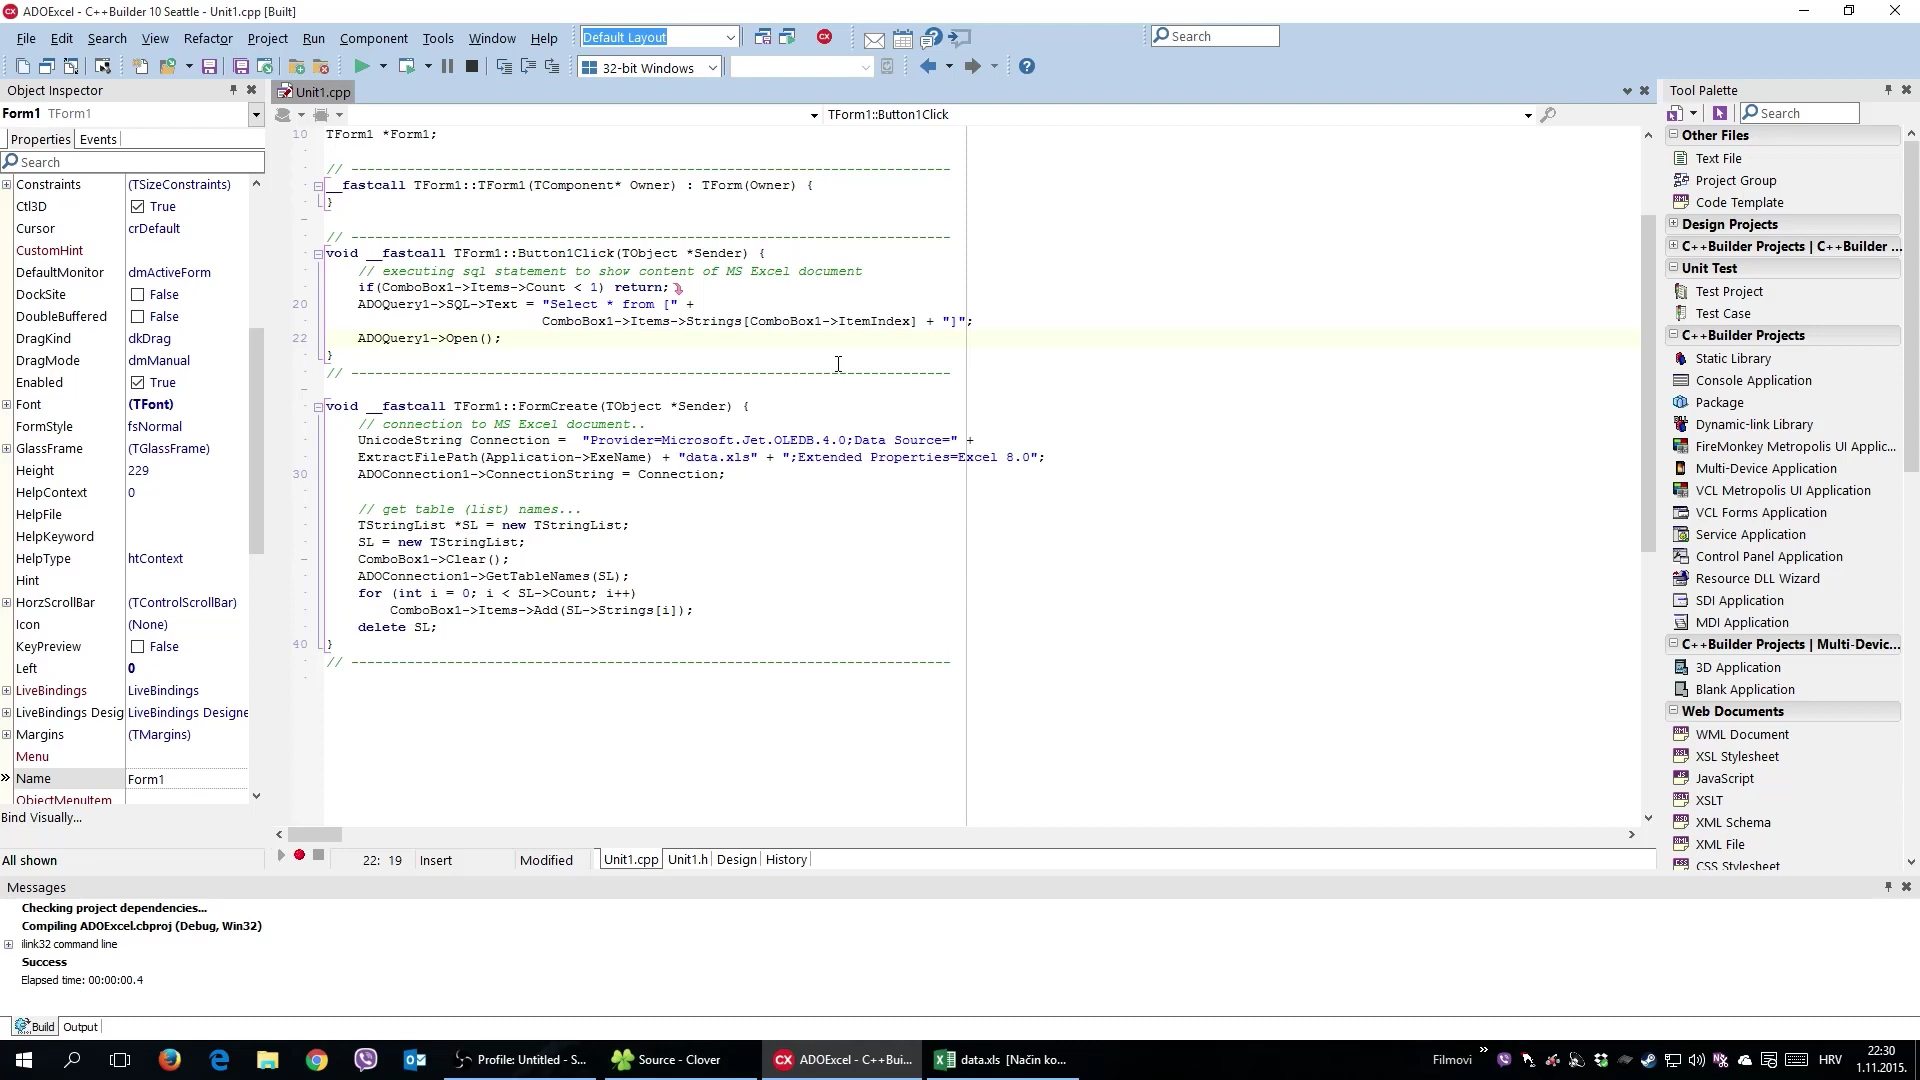 ADOExcel - C++Builder 10 Seattle - Unit1.cpp [Built]
File Edit Search View Refactor Project Run Component Tools Window Help
Default Layout
Search
32-bit Windows
Object Inspector
Form1 TForm1
Properties Events
Search
Constraints (TSizeConstraints)
Ctl3D True
Cursor crDefault
CustomHint
DefaultMonitor dmActiveForm
DockSite False
DoubleBuffered False
DragKind dkDrag
DragMode dmManual
Enabled True
Font (TFont)
FormStyle fsNormal
GlassFrame (TGlassFrame)
Height 229
HelpContext 0
HelpFile
HelpKeyword
HelpType htContext
Hint
HorzScrollBar (TControlScrollBar)
Icon (None)
KeyPreview False
Left 0
LiveBindings LiveBindings
LiveBindings Desig LiveBindings Designe
Margins (TMargins)
Menu
Name Form1
ObjectMenuItem
Bind Visually...
All shown
Unit1.cpp
TForm1::Button1Click
10 TForm1 *Form1;
// ---------------------------------------------------------------------------
__fastcall TForm1::TForm1(TComponent* Owner) : TForm(Owner) {
}
// ---------------------------------------------------------------------------
void __fastcall TForm1::Button1Click(TObject *Sender) {
// executing sql statement to show content of MS Excel document
if(ComboBox1->Items->Count < 1) return;
20 ADOQuery1->SQL->Text = "Select * from [" +
ComboBox1->Items->Strings[ComboBox1->ItemIndex] + "]";
22 ADOQuery1->Open();
}
// ---------------------------------------------------------------------------
void __fastcall TForm1::FormCreate(TObject *Sender) {
// connection to MS Excel document..
UnicodeString Connection = "Provider=Microsoft.Jet.OLEDB.4.0;Data Source=" +
ExtractFilePath(Application->ExeName) + "data.xls" + ";Extended Properties=Excel 8.0";
30 ADOConnection1->ConnectionString = Connection;
// get table (list) names...
TStringList *SL = new TStringList;
SL = new TStringList;
ComboBox1->Clear();
ADOConnection1->GetTableNames(SL);
for (int i = 0; i < SL->Count; i++)
ComboBox1->Items->Add(SL->Strings[i]);
delete SL;
40 }
// ---------------------------------------------------------------------------
22: 19 Insert Modified Unit1.cpp Unit1.h Design History
Tool Palette
Search
Other Files
Text File
Project Group
Code Template
Design Projects
C++Builder Projects | C++Builder ...
Unit Test
Test Project
Test Case
C++Builder Projects
Static Library
Console Application
Package
Dynamic-link Library
FireMonkey Metropolis UI Applic...
Multi-Device Application
VCL Metropolis UI Application
VCL Forms Application
Service Application
Control Panel Application
Resource DLL Wizard
SDI Application
MDI Application
C++Builder Projects | Multi-Devic...
3D Application
Blank Application
Web Documents
WML Document
XSL Stylesheet
JavaScript
XSLT
XML Schema
XML File
CSS Stylesheet
Messages
Checking project dependencies...
Compiling ADOExcel.cbproj (Debug, Win32)
ilink32 command line
Success
Elapsed time: 00:00:00.4
Build Output
Profile: Untitled - S...
Source - Clover
ADOExcel - C++Bui...
data.xls [Način ko...
Filmovi
HRV
22:30
1.11.2015.